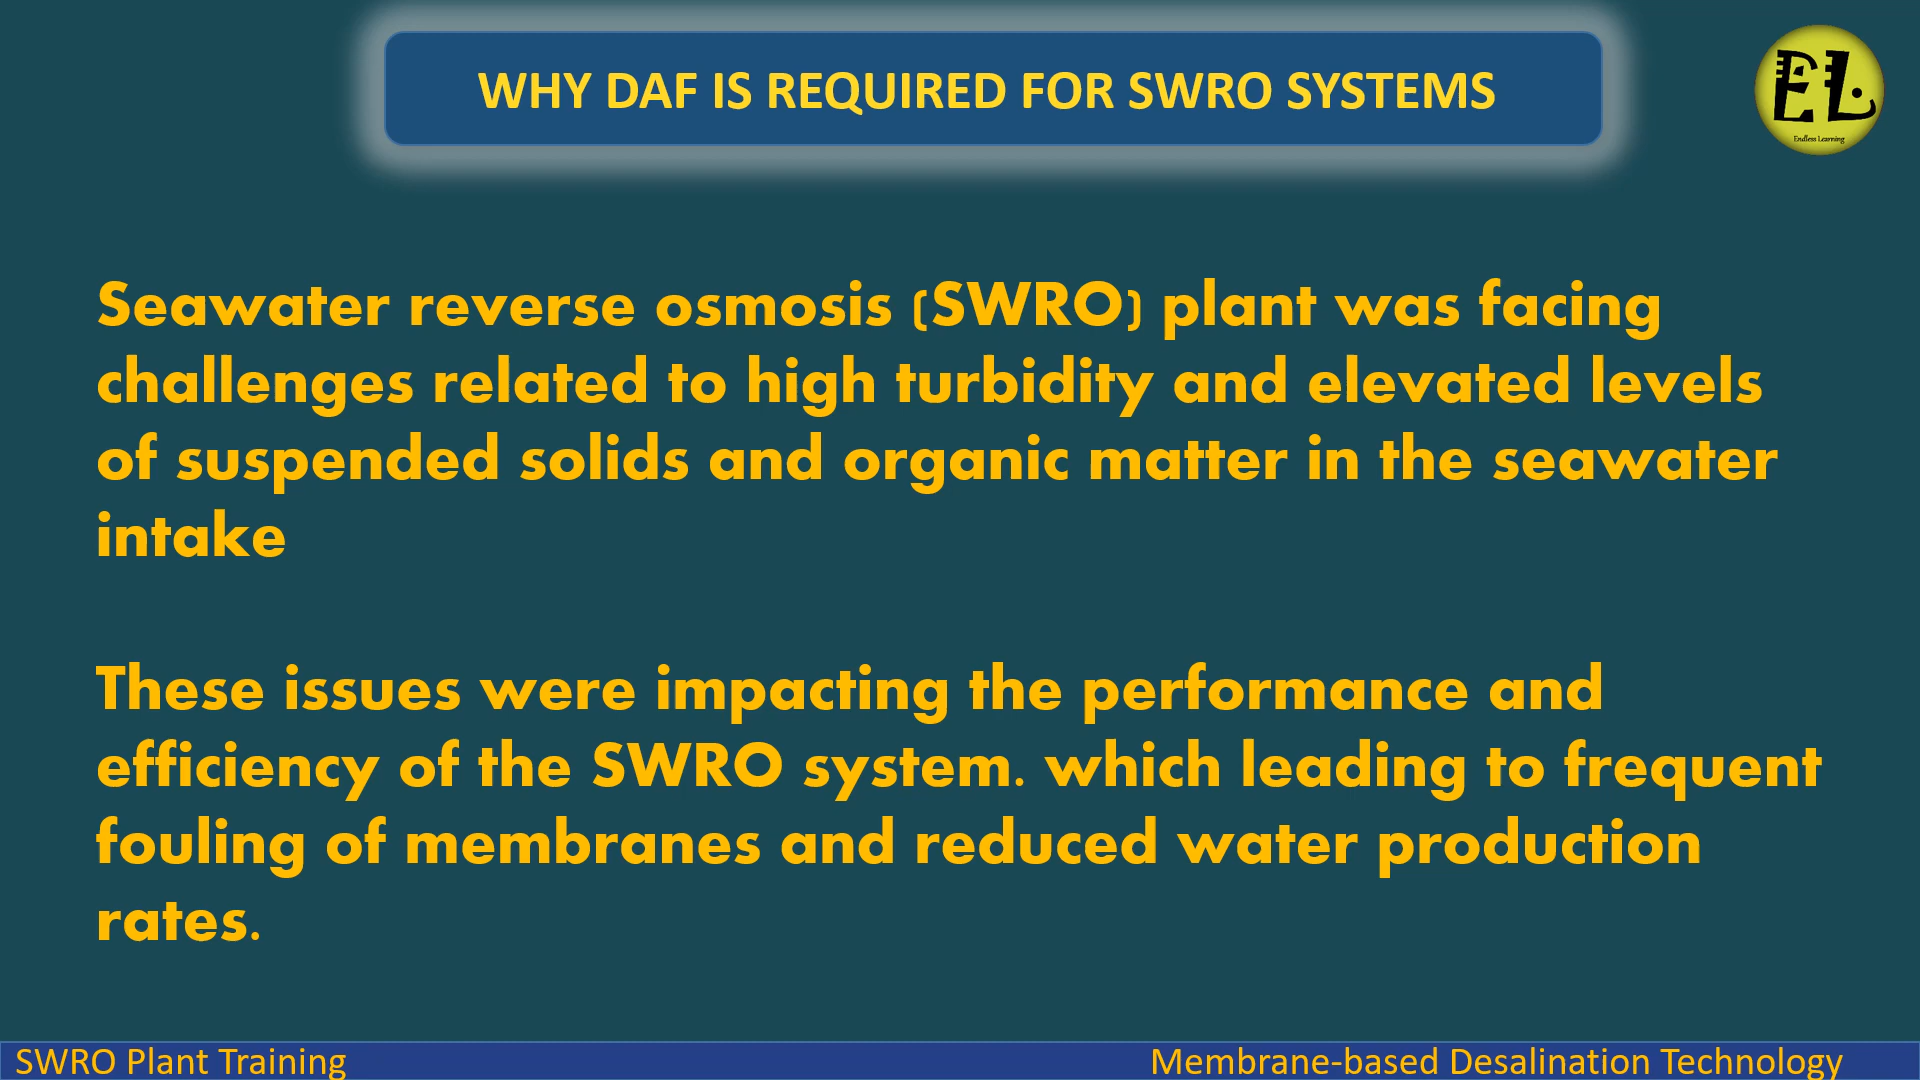 WHY DAF IS REQUIRED FOR SWRO SYSTEMS
EL
Endless Learning
Seawater reverse osmosis (SWRO) plant was facing
challenges related to high turbidity and elevated levels
of suspended solids and organic matter in the seawater
intake
These issues were impacting the performance and
efficiency of the SWRO system. which leading to frequent
fouling of membranes and reduced water production
rates.
SWRO Plant Training
Membrane-based Desalination Technology